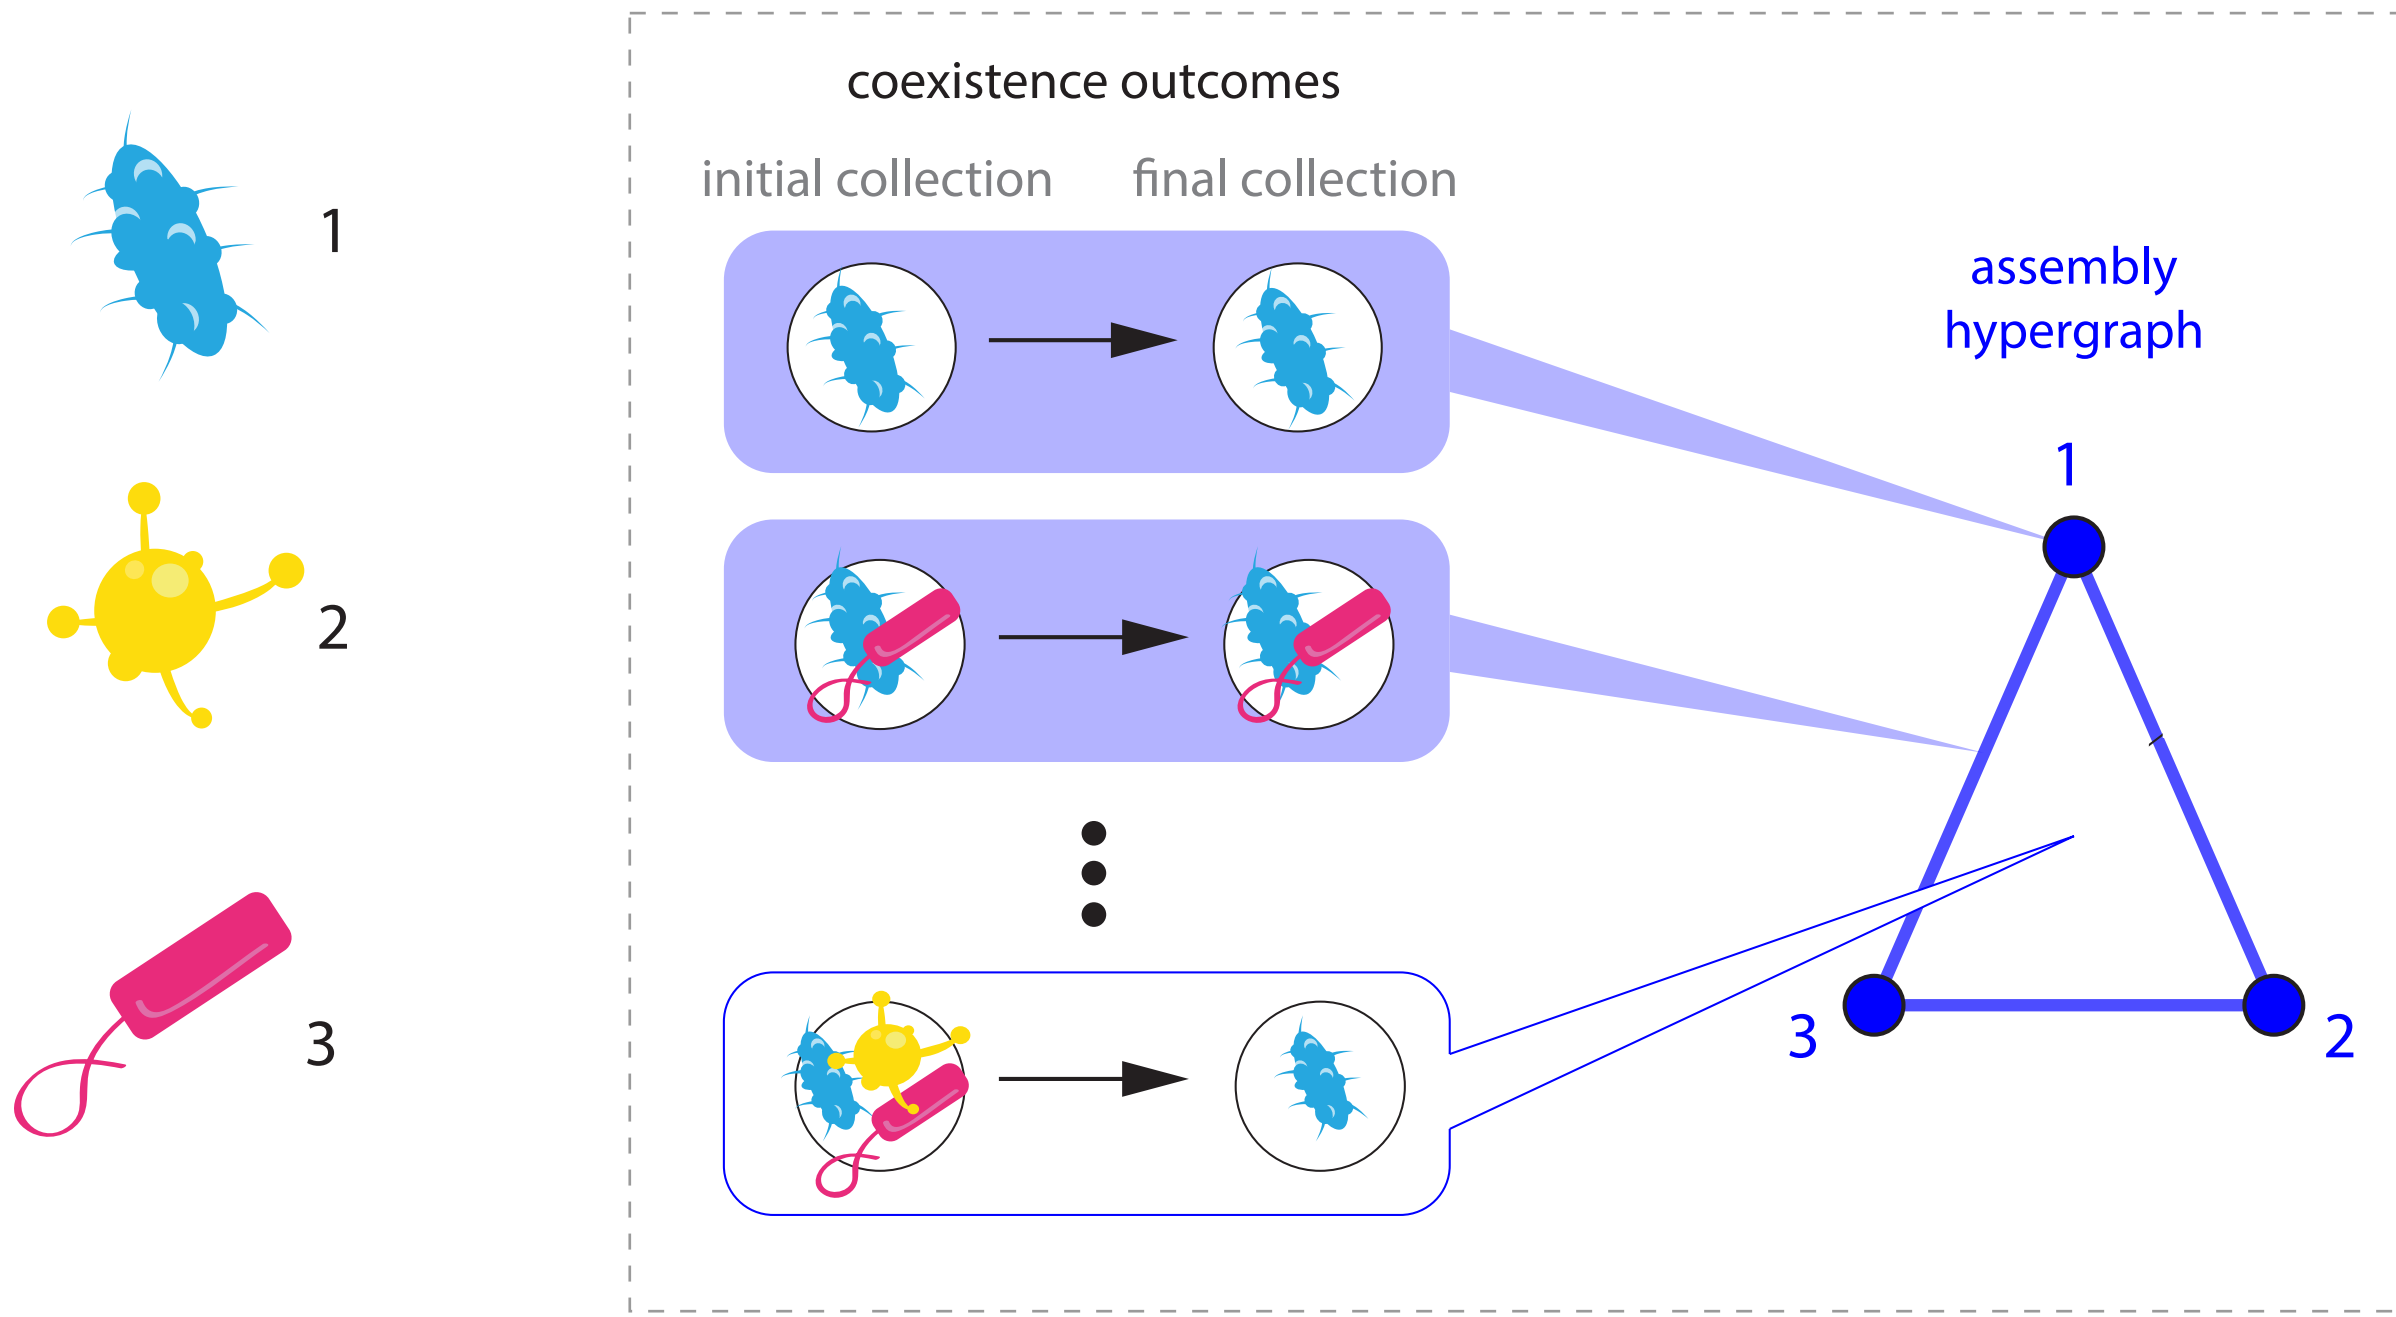 coexistence outcomes
initial collection final collection
1
2
3
assembly
hypergraph
1
3
2